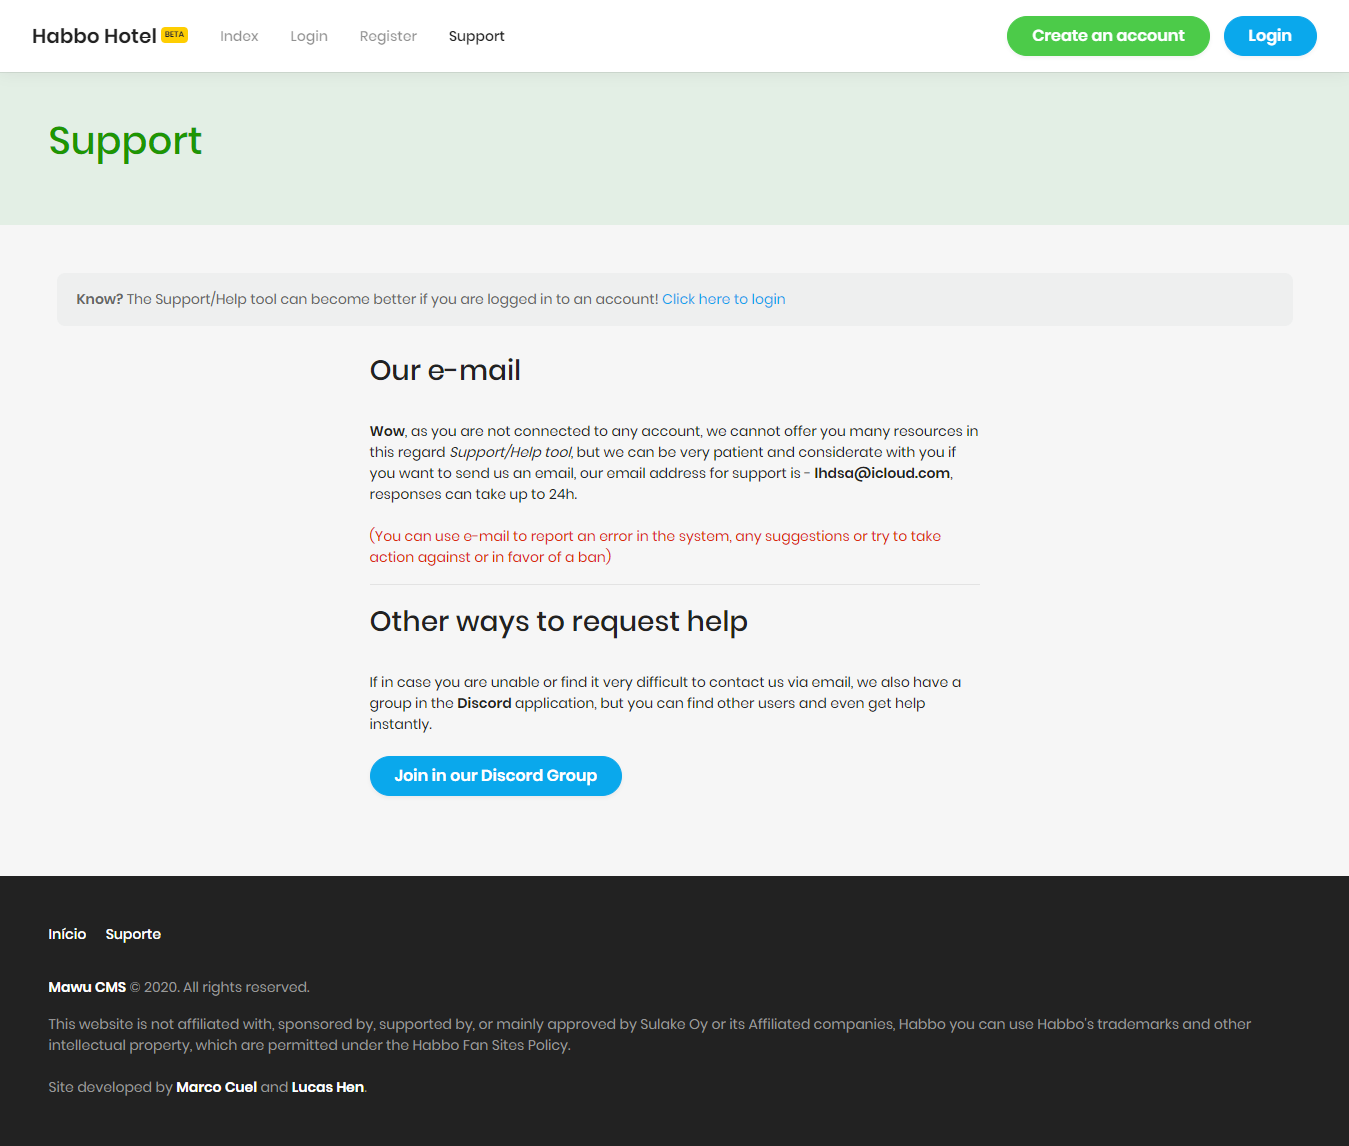 Habbo Hotel BETA Index Login Register Support Create an account Login
Support
Know? The Support/Help tool can become better if you are logged in to an account! Click here to login
Our e-mail
Wow, as you are not connected to any account, we cannot offer you many resources in
this regard Support/Help tool, but we can be very patient and considerate with you if
you want to send us an email, our email address for support is - lhdsa@icloud.com,
responses can take up to 24h.
(You can use e-mail to report an error in the system, any suggestions or try to take
action against or in favor of a ban)
Other ways to request help
If in case you are unable or find it very difficult to contact us via email, we also have a
group in the Discord application, but you can find other users and even get help
instantly.
Join in our Discord Group
Início Suporte
Mawu CMS © 2020. All rights reserved.
This website is not affiliated with, sponsored by, supported by, or mainly approved by Sulake Oy or its Affiliated companies, Habbo you can use Habbo's trademarks and other
intellectual property, which are permitted under the Habbo Fan Sites Policy.
Site developed by Marco Cuel and Lucas Hen.